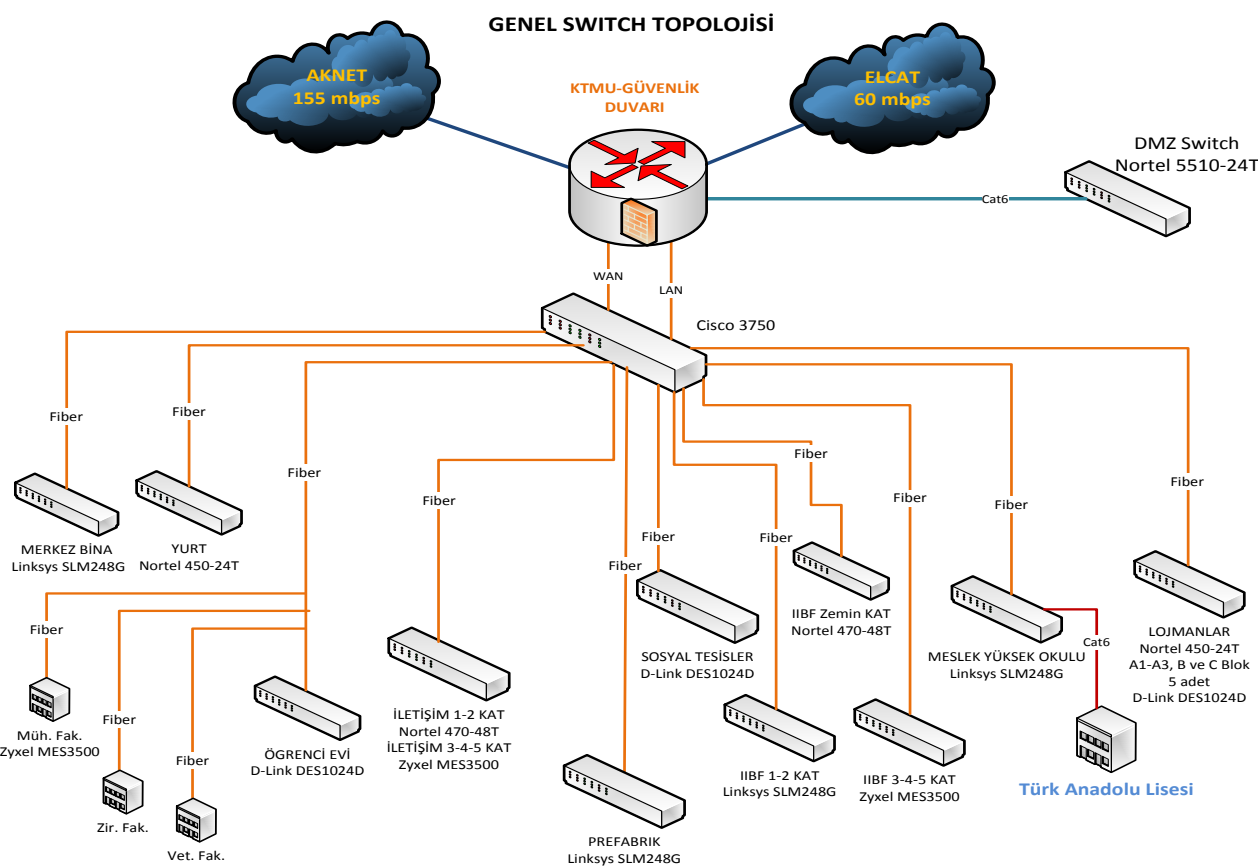 GENEL SWITCH TOPOLOJİSİ
AKNET
155 mbps
KTMU-GÜVENLİK
DUVARI
ELCAT
60 mbps
DMZ Switch
Nortel 5510-24T
Cat6
WAN
LAN
Cisco 3750
Fiber
Fiber
Fiber
Fiber
Fiber
Fiber
Fiber
Fiber
Fiber
Fiber
Fiber
MERKEZ BİNA
Linksys SLM248G
YURT
Nortel 450-24T
IIBF Zemin KAT
Nortel 470-48T
SOSYAL TESİSLER
D-Link DES1024D
MESLEK YÜKSEK OKULU
Linksys SLM248G
Cat6
LOJMANLAR
Nortel 450-24T
A1-A3, B ve C Blok
5 adet
D-Link DES1024D
Fiber
Fiber
Fiber
Müh. Fak.
Zyxel MES3500
Zir. Fak.
Vet. Fak.
ÖGRENCİ EVİ
D-Link DES1024D
İLETİŞİM 1-2 KAT
Nortel 470-48T
İLETİŞİM 3-4-5 KAT
Zyxel MES3500
IIBF 1-2 KAT
Linksys SLM248G
IIBF 3-4-5 KAT
Zyxel MES3500
Türk Anadolu Lisesi
PREFABRIK
Linksys SLM248G